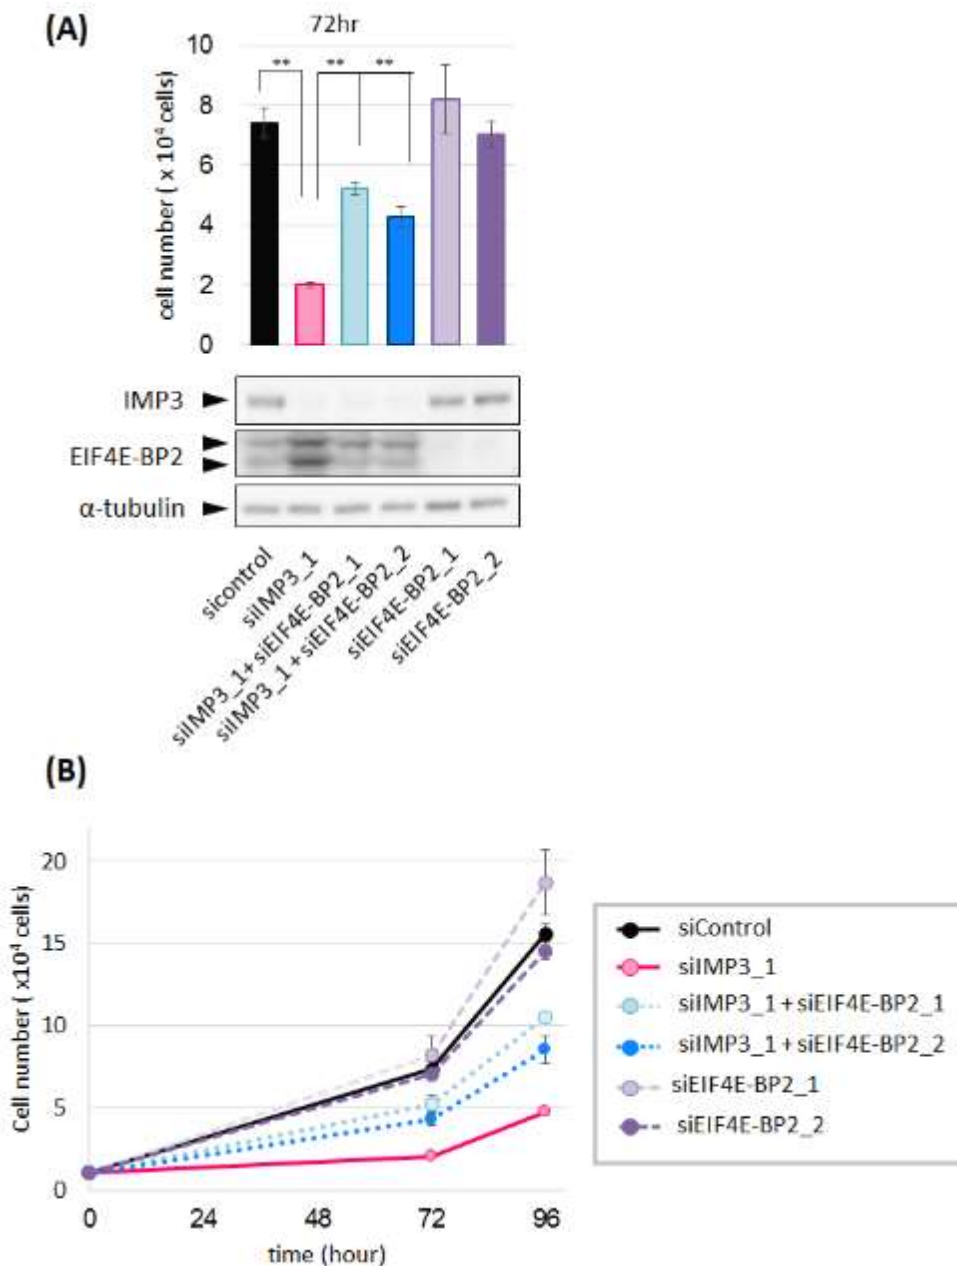 (A)
72hr
** ** **
cell number ( x 10⁴ cells)
10
8
6
4
2
0
IMP3
EIF4E-BP2
α-tubulin
sicontrol
siIMP3_1
siIMP3_1+ siEIF4E-BP2_1
siIMP3_1 + siEIF4E-BP2_2
siEIF4E-BP2_1
siEIF4E-BP2_2
(B)
Cell number ( x10⁴ cells)
20
15
10
5
0
0 24 48 72 96
time (hour)
siControl
siIMP3_1
siIMP3_1 + siEIF4E-BP2_1
siIMP3_1 + siEIF4E-BP2_2
siEIF4E-BP2_1
siEIF4E-BP2_2